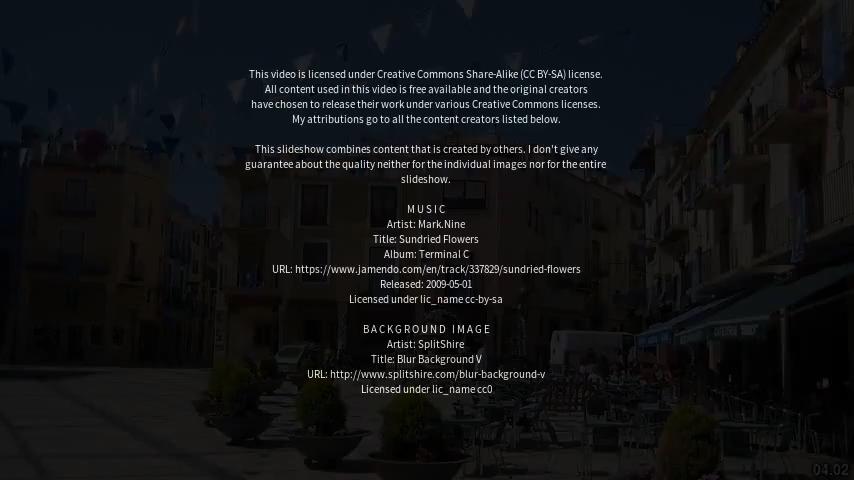 This video is licensed under Creative Commons Share-Alike (CC BY-SA) license.
All content used in this video is free available and the original creators
have chosen to release their work under various Creative Commons licenses.
My attributions go to all the content creators listed below.
This slideshow combines content that is created by others. I don't give any
guarantee about the quality neither for the individual images nor for the entire
slideshow.
MUSIC
Artist: Mark.Nine
Title: Sundried Flowers
Album: Terminal C
URL: https://www.jamendo.com/en/track/337829/sundried-flowers
Released: 2009-05-01
Licensed under lic_name cc-by-sa
BACKGROUND IMAGE
Artist: SplitShire
Title: Blur Background V
URL: http://www.splitshire.com/blur-background-v
Licensed under lic_name cc0
04.02